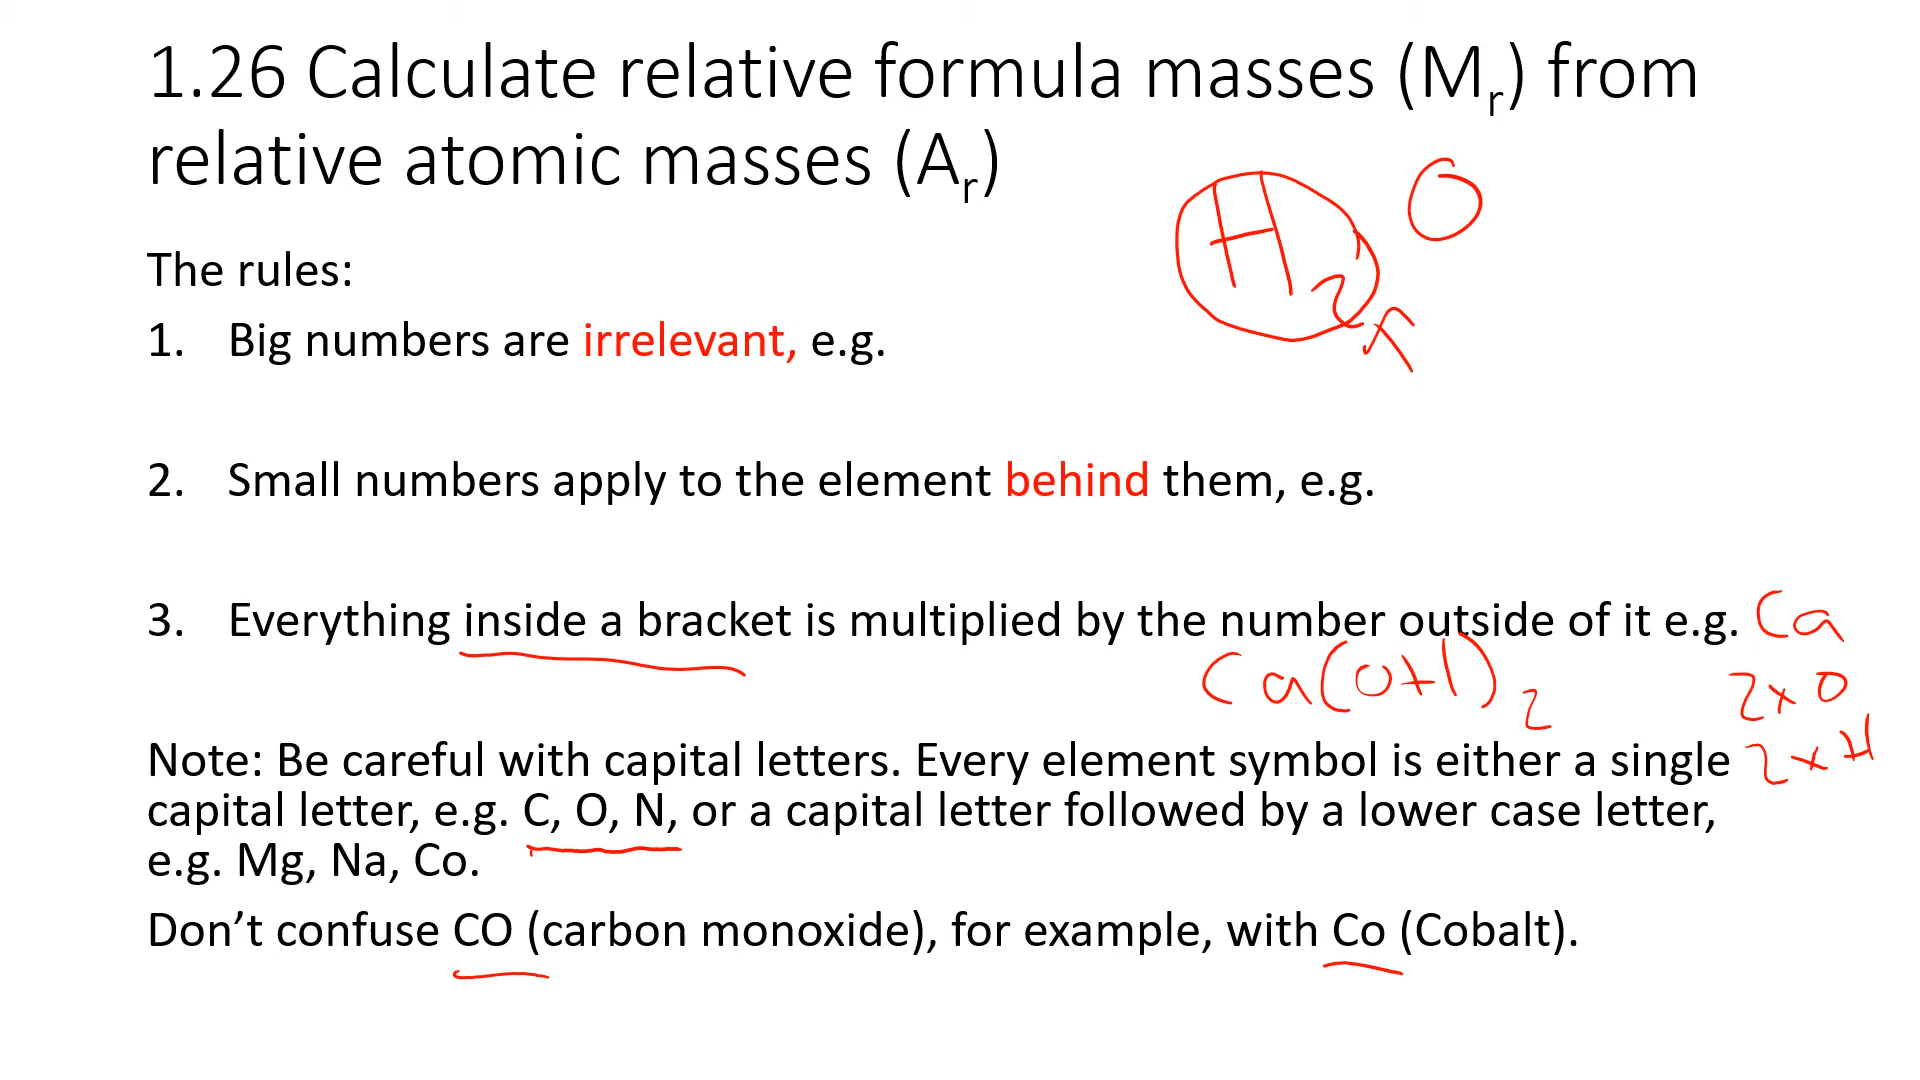 1.26 Calculate relative formula masses (Mr) from
relative atomic masses (Ar)
H2 O
The rules:
1. Big numbers are irrelevant, e.g.
2. Small numbers apply to the element behind them, e.g.
3. Everything inside a bracket is multiplied by the number outside of it e.g. Ca
Ca(OH)2 2 x O
2 x H
Note: Be careful with capital letters. Every element symbol is either a single
capital letter, e.g. C, O, N, or a capital letter followed by a lower case letter,
e.g. Mg, Na, Co.
Don’t confuse CO (carbon monoxide), for example, with Co (Cobalt).